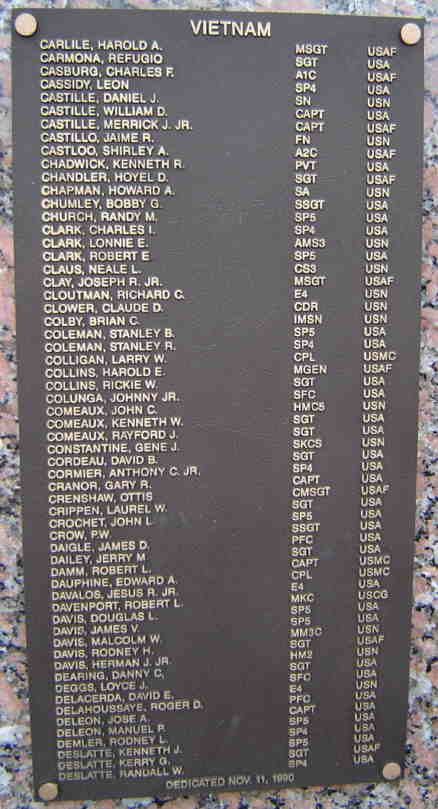 VIETNAM
CARLILE, HAROLD A. MSGT USAF
CARMONA, REFUGIO SGT USA
CASBURG, CHARLES F. A1C USAF
CASSIDY, LEON SP4 USA
CASTILLE, DANIEL J. SN USN
CASTILLE, WILLIAM D. CAPT USA
CASTILLE, MERRICK J. JR. CAPT USAF
CASTILLO, JAIME R. FN USN
CASTLOO, SHIRLEY A. A2C USAF
CHADWICK, KENNETH R. PVT USA
CHANDLER, HOYEL D. SGT USAF
CHAPMAN, HOWARD A. SA USN
CHUMLEY, BOBBY G. SSGT USA
CHURCH, RANDY M. SP5 USA
CLARK, CHARLES I. SP4 USA
CLARK, LONNIE E. AMS3 USN
CLARK, ROBERT E SP5 USA
CLAUS, NEALE L. CS3 USN
CLAY, JOSEPH R. JR. MSGT USAF
CLOUTMAN, RICHARD C. E4 USN
CLOWER, CLAUDE D. CDR USN
COLBY, BRIAN C. IMSN USN
COLEMAN, STANLEY B. SP5 USA
COLEMAN, STANLEY R. SP4 USA
COLLIGAN, LARRY W. CPL USMC
COLLINS, HAROLD E. MGEN USAF
COLLINS, RICKIE W. SGT USA
COLUNGA, JOHNNY JR. SFC USA
COMEAUX, JOHN C. HMC5 USN
COMEAUX, KENNETH W. SGT USA
COMEAUX, RAYFORD J. SGT USA
CONSTANTINE, GENE J. SKCS USN
CORDEAU, DAVID B. SGT USA
CORMIER, ANTHONY C. JR. SP4 USA
CRANOR, GARY R. CAPT USA
CRENSHAW, OTTIS CMSGT USAF
CRIPPEN, LAUREL W. SGT USA
CROCHET, JOHN L. SP5 USA
CROW, P.W. SSGT USA
DAIGLE, JAMES D. PFC USA
DAILEY, JERRY M. SGT USA
DAMM, ROBERT L. CAPT USMC
DAUPHINE, EDWARD A. CPL USMC
DAVALOS, JESUS R. JR. E4 USA
DAVENPORT, ROBERT L. MKC USCG
DAVIS, DOUGLAS L. SP5 USA
DAVIS, JAMES V. SP5 USA
DAVIS, MALCOLM W. MM3C USN
DAVIS, RODNEY H. SGT USAF
DAVIS, HERMAN J. JR. HM2 USN
DEARING, DANNY C, SGT USA
DEGGS, LOYCE J. SFC USA
DELACERDA, DAVID E. E4 USN
DELAHOUSSAYE, ROGER D. PFC USA
DELEON, JOSE A. CAPT USA
DELEON, MANUEL P. SP5 USA
DEMLER, RODNEY L. SP4 USA
DESLATTE, KENNETH J. SP5 USA
DESLATTE, KERRY G. SGT USAF
DESLATTE, RANDALL W. SP4 USA
DEDICATED NOV. 11, 1990